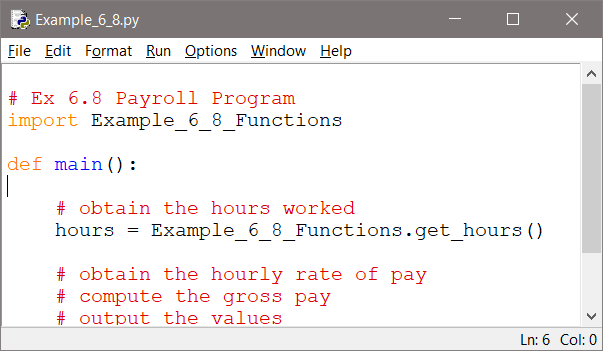 Example_6_8.py
File Edit Format Run Options Window Help
# Ex 6.8 Payroll Program
import Example_6_8_Functions
def main():
# obtain the hours worked
hours = Example_6_8_Functions.get_hours()
# obtain the hourly rate of pay
# compute the gross pay
# output the values
Ln: 6 Col: 0